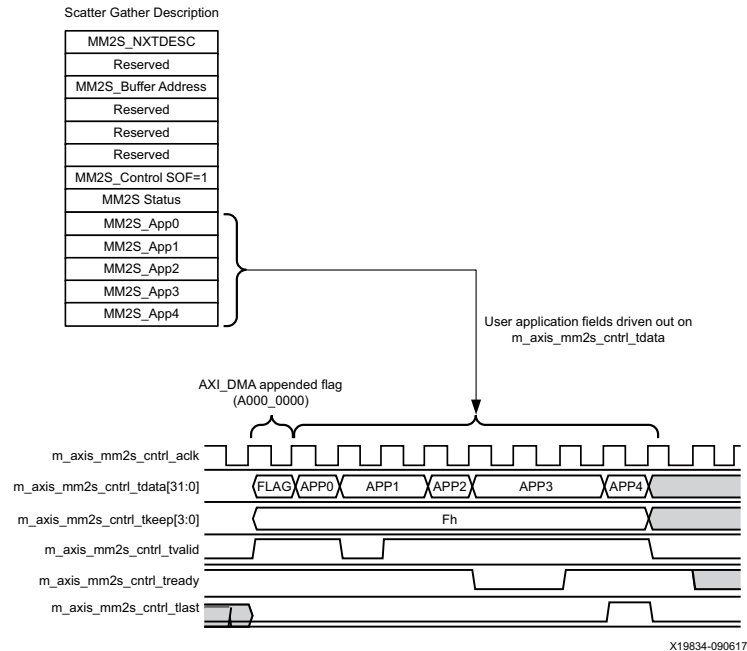 Scatter Gather Description
MM2S_NXTDESC
Reserved
MM2S_Buffer Address
Reserved
Reserved
Reserved
MM2S_Control SOF=1
MM2S Status
MM2S_App0
MM2S_App1
MM2S_App2
MM2S_App3
MM2S_App4
User application fields driven out on
m_axis_mm2s_cntrl_tdata
AXI_DMA appended flag
(A000_0000)
m_axis_mm2s_cntrl_aclk
m_axis_mm2s_cntrl_tdata[31:0] FLAG APP0 APP1 APP2 APP3 APP4
m_axis_mm2s_cntrl_tkeep[3:0] Fh
m_axis_mm2s_cntrl_tvalid
m_axis_mm2s_cntrl_tready
m_axis_mm2s_cntrl_tlast
X19834-090617